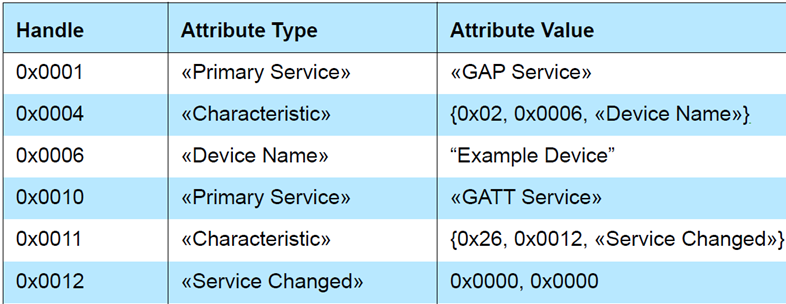 Handle Attribute Type Attribute Value
0x0001 «Primary Service» «GAP Service»
0x0004 «Characteristic» {0x02, 0x0006, «Device Name»}
0x0006 «Device Name» “Example Device”
0x0010 «Primary Service» «GATT Service»
0x0011 «Characteristic» {0x26, 0x0012, «Service Changed»}
0x0012 «Service Changed» 0x0000, 0x0000